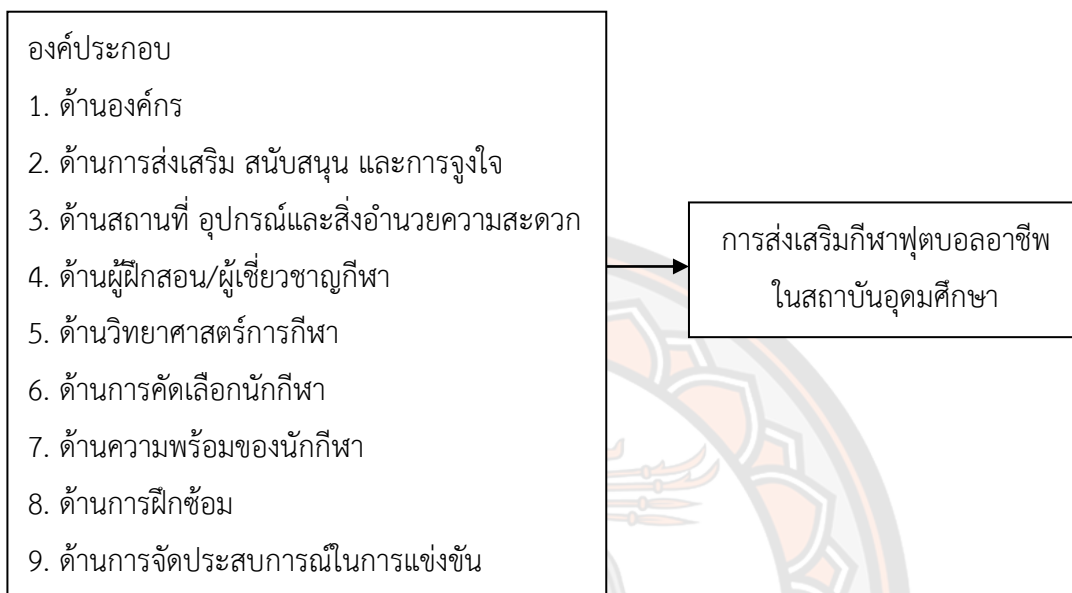 องค์ประกอบ
1. ด้านองค์กร
2. ด้านการส่งเสริม สนับสนุน และการจูงใจ
3. ด้านสถานที่ อุปกรณ์และสิ่งอำนวยความสะดวก
4. ด้านผู้ฝึกสอน/ผู้เชี่ยวชาญกีฬา
5. ด้านวิทยาศาสตร์การกีฬา
6. ด้านการคัดเลือกนักกีฬา
7. ด้านความพร้อมของนักกีฬา
8. ด้านการฝึกซ้อม
9. ด้านการจัดประสบการณ์ในการแข่งขัน
การส่งเสริมกีฬาฟุตบอลอาชีพ
ในสถาบันอุดมศึกษา